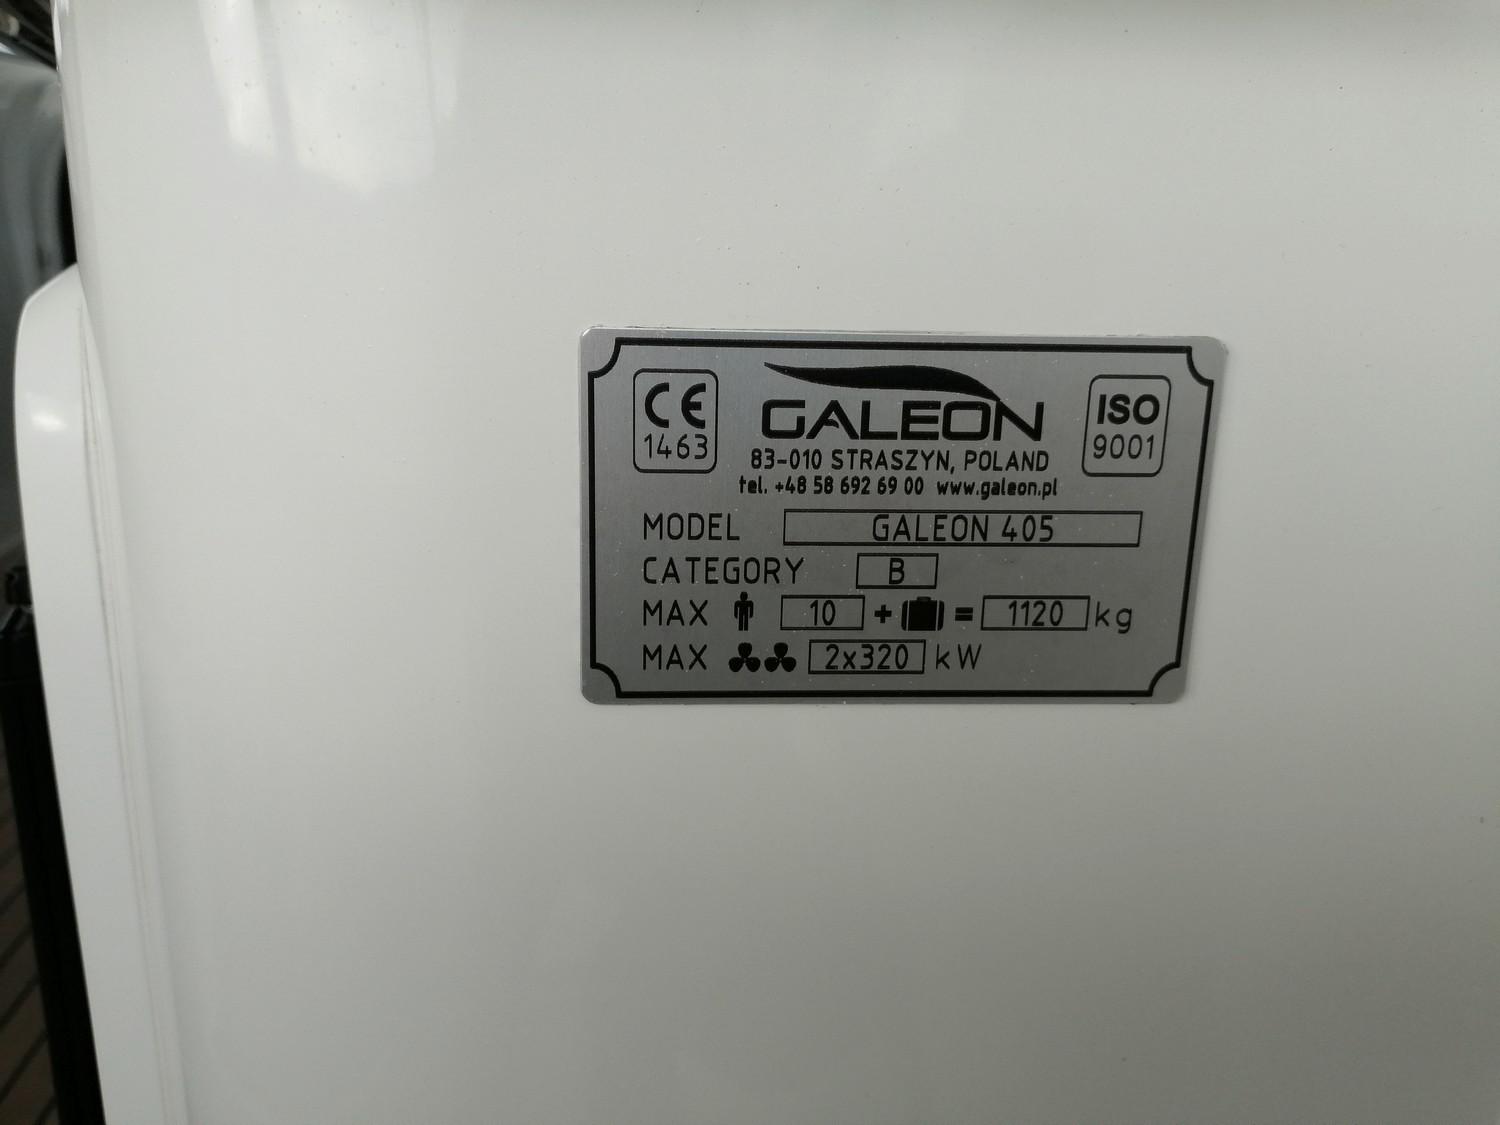 CE
1463
GALEON
ISO
9001
83-010 STRASZYN, POLAND
tel. +48 58 692 69 00 www.galeon.pl
MODEL GALEON 405
CATEGORY B
MAX 10 + = 1120 kg
MAX 2x320 kW